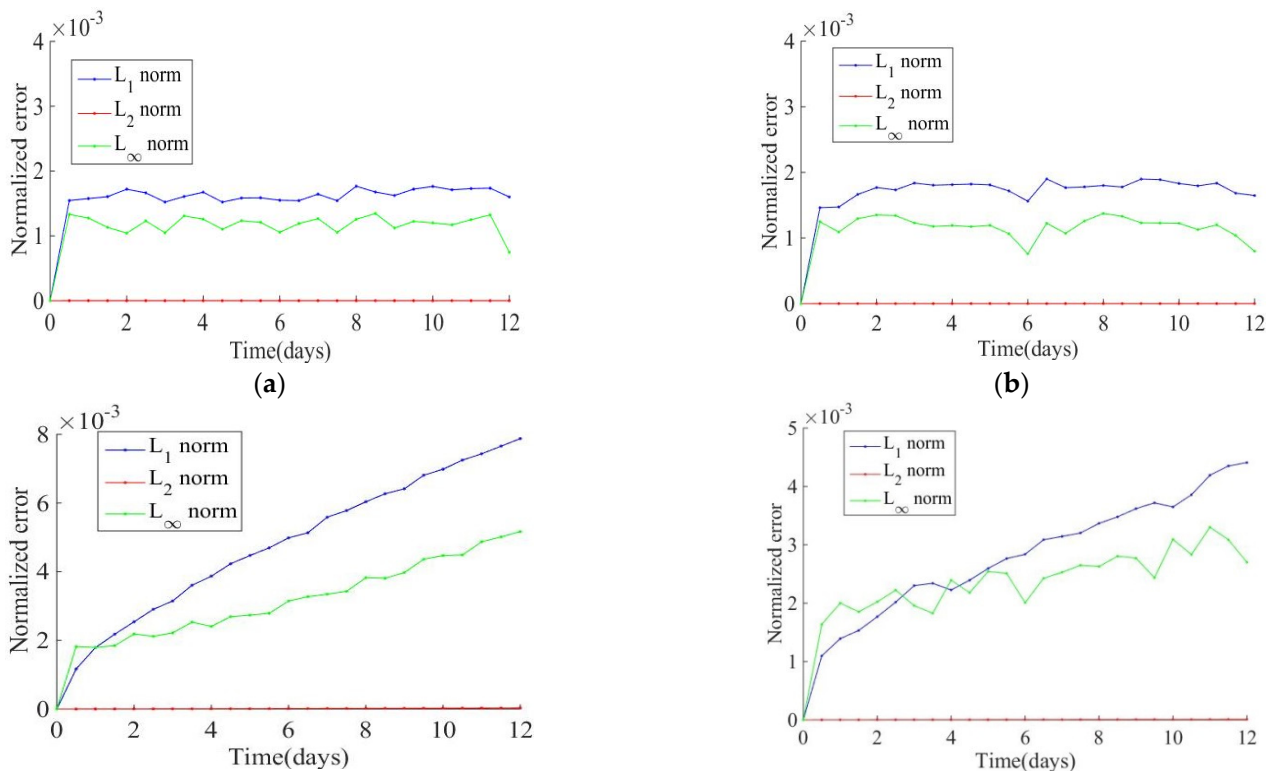 ×10⁻³
4
3
2
1
0
Normalized error
L₁ norm
L₂ norm
L∞ norm
0 2 4 6 8 10 12
Time(days)
(a)
×10⁻³
4
3
2
1
0
Normalized error
L₁ norm
L₂ norm
L∞ norm
0 2 4 6 8 10 12
Time(days)
(b)
×10⁻³
8
6
4
2
0
Normalized error
L₁ norm
L₂ norm
L∞ norm
0 2 4 6 8 10 12
Time(days)
×10⁻³
5
4
3
2
1
0
Normalized error
L₁ norm
L₂ norm
L∞ norm
0 2 4 6 8 10 12
Time(days)